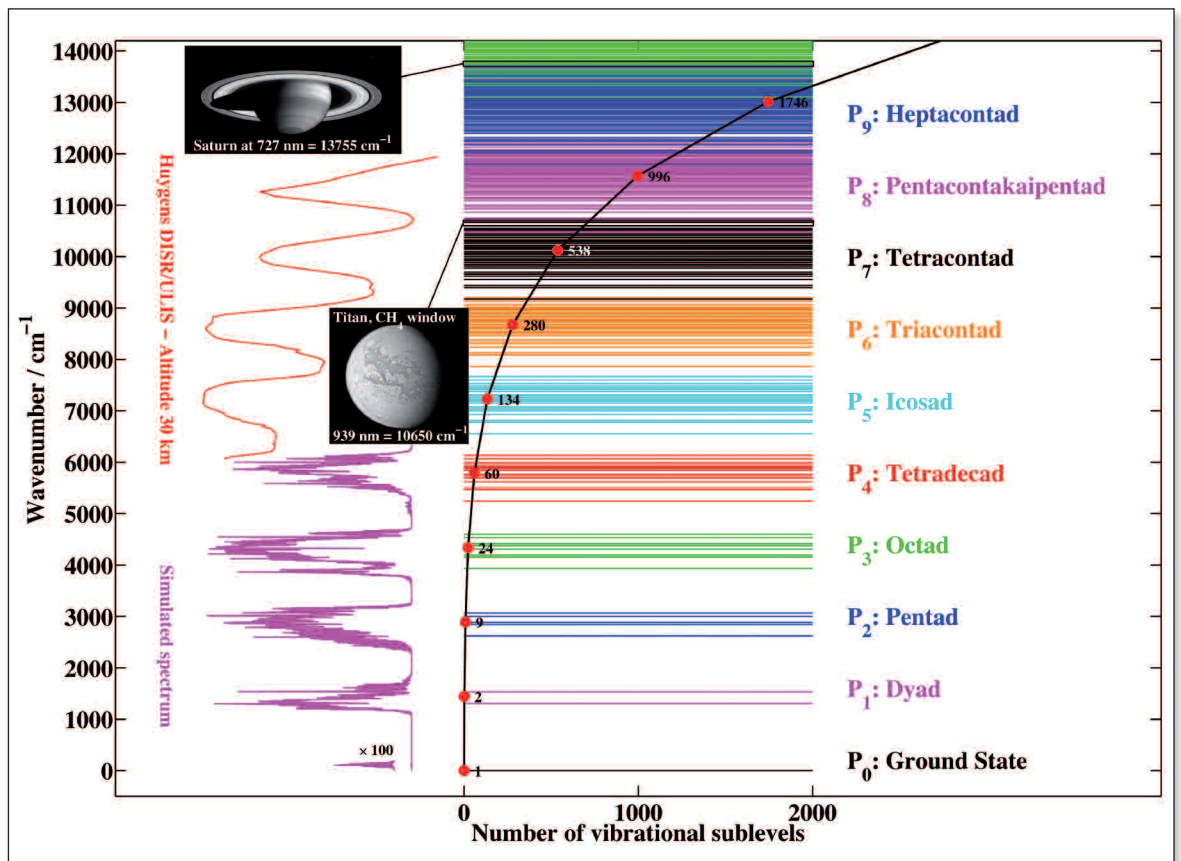 14000
13000
12000
11000
10000
9000
8000
7000
6000
5000
4000
3000
2000
1000
0
Wavenumber / cm⁻¹
Huygens DISR/ULIS – Altitude 30 km
Simulated spectrum
× 100
Saturn at 727 nm = 13755 cm⁻¹
Titan, CH₄ window
939 nm = 10650 cm⁻¹
1746
996
538
280
134
60
24
9
2
1
P₉: Heptacontad
P₈: Pentacontakaipentad
P₇: Tetracontad
P₆: Triacontad
P₅: Icosad
P₄: Tetradecad
P₃: Octad
P₂: Pentad
P₁: Dyad
P₀: Ground State
0 1000 2000
Number of vibrational sublevels